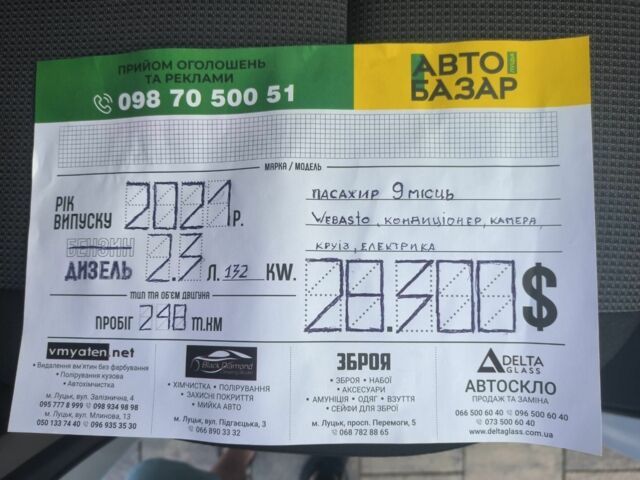 ПРИЙОМ ОГОЛОШЕНЬ
ТА РЕКЛАМИ
098 70 500 51
АВТО
БАЗАР
МАРКА / МОДЕЛЬ
РІК
ВИПУСКУ 2021 Р.
БЕНЗИН
ДИЗЕЛЬ 2.3 Л. 132 KW.
ТИП ТА ОБ'ЄМ ДВИГУНА
ПРОБІГ 248 Т.КМ
ПАСАЖИР 9 МІСЦЬ
WEBASTO, КОНДИЦІОНЕР, КАМЕРА,
КРУІЗ, ЕЛЕКТРИКА
28.500 $
vmyaten.net
• Видалення вм'ятин без фарбування
• Полірування кузова
• Автохімчистка
м. Луцьк, вул. Залізнична, 4
095 777 8 999 098 934 98 98
м. Луцьк, вул. Млинова, 13
050 133 74 40 096 935 35 30
Black Diamond
• ХІМЧИСТКА • ПОЛІРУВАННЯ
• ЗАХИСНІ ПОКРИТТЯ
• МИЙКА АВТО
м. Луцьк, вул. Підгаєцька, 3
066 890 33 32
ЗБРОЯ
• ЗБРОЯ • НАБОЇ
• АКСЕСУАРИ
• АМУНІЦІЯ • ОДЯГ • ВЗУТТЯ
• СЕЙФИ ДЛЯ ЗБРОЇ
м. Луцьк, просп. Перемоги, 5
068 782 88 65
DELTA
GLASS
АВТОСКЛО
ПРОДАЖ ТА ЗАМІНА
066 500 60 40 096 500 60 40
073 500 60 40
www.deltaglass.com.ua